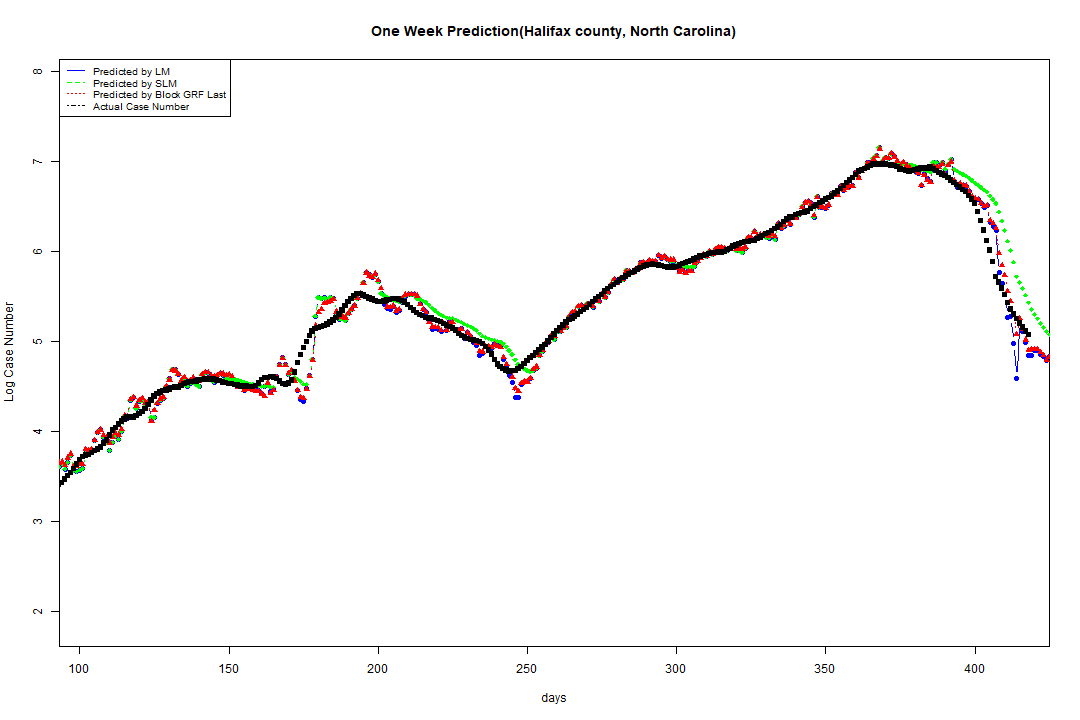 One Week Prediction(Halifax county, North Carolina)
Predicted by LM
Predicted by SLM
Predicted by Block GRF Last
Actual Case Number
8
7
6
5
4
3
2
Log Case Number
100 150 200 250 300 350 400
days